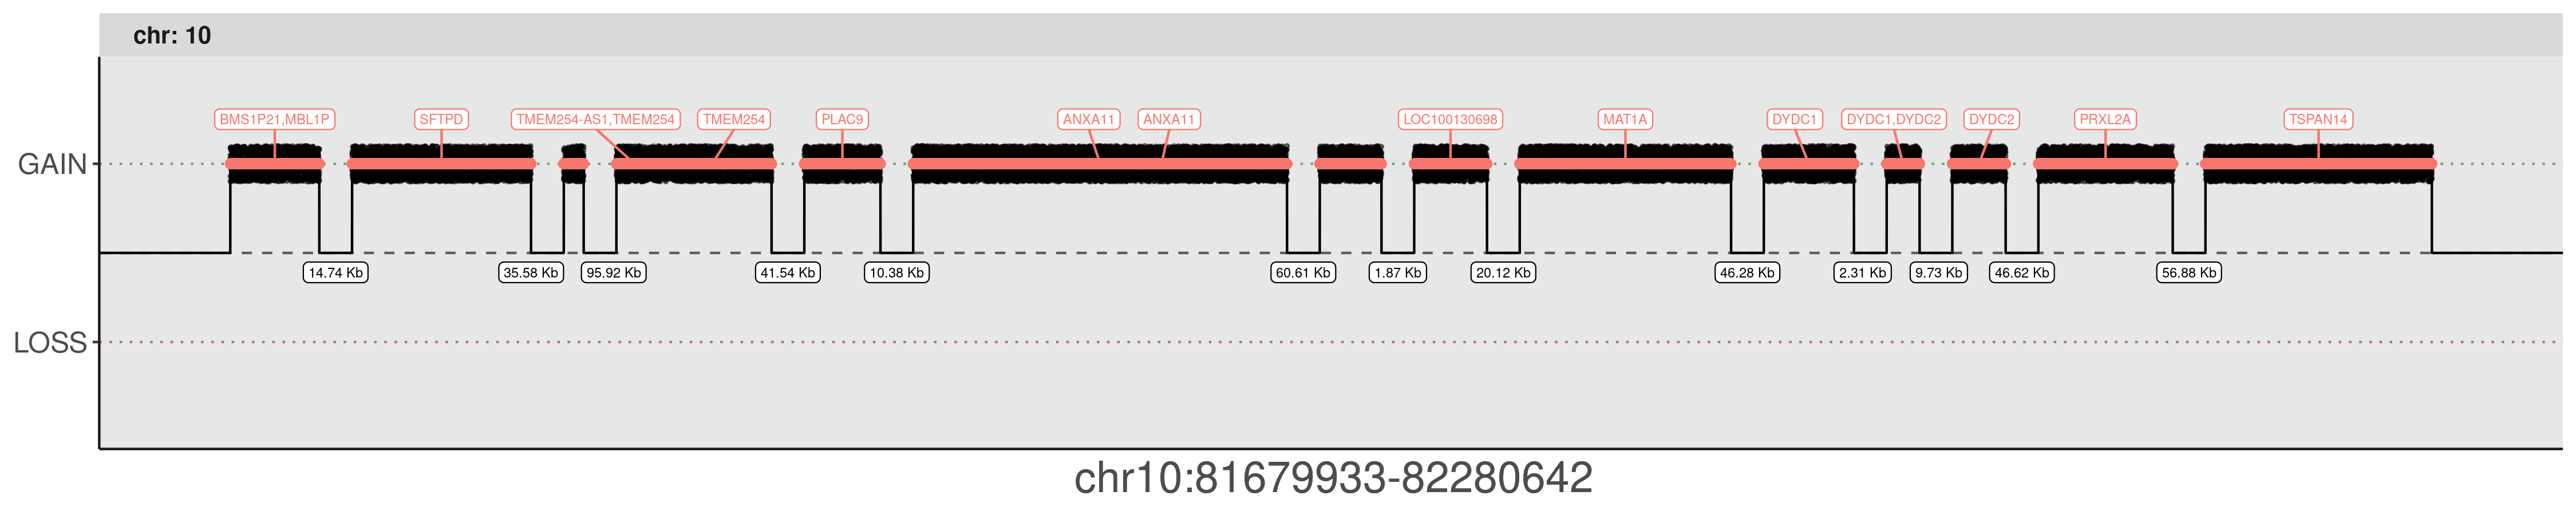 chr: 10
BMS1P21,MBL1P SFTPD TMEM254-AS1,TMEM254 TMEM254 PLAC9 ANXA11 ANXA11 LOC100130698 MAT1A DYDC1 DYDC1,DYDC2 DYDC2 PRXL2A TSPAN14
GAIN
14.74 Kb 35.58 Kb 95.92 Kb 41.54 Kb 10.38 Kb 60.61 Kb 1.87 Kb 20.12 Kb 46.28 Kb 2.31 Kb 9.73 Kb 46.62 Kb 56.88 Kb
LOSS
chr10:81679933-82280642